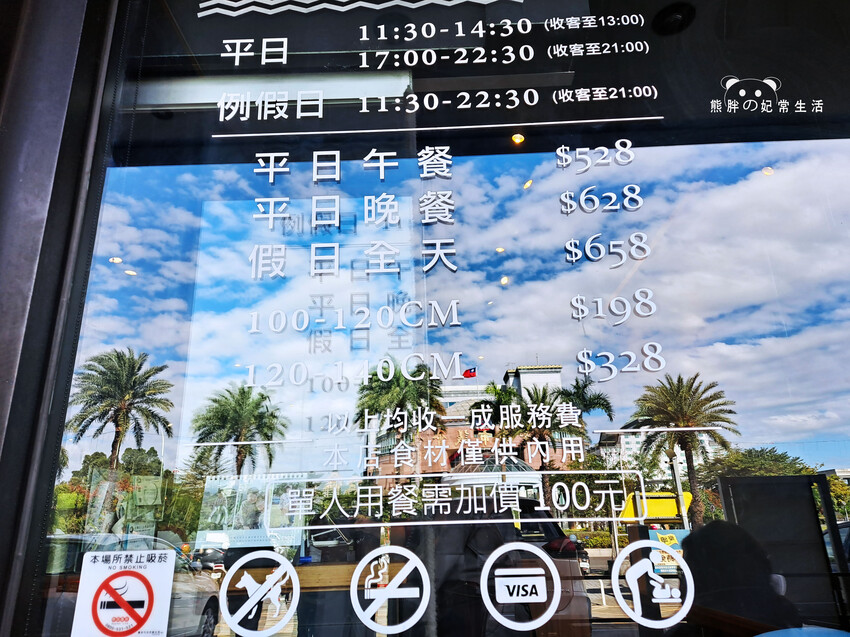 平日 11:30-14:30 (收客至13:00)
17:00-22:30 (收客至21:00)
例假日 11:30-22:30 (收客至21:00)
熊胖の妃常生活
平日午餐 $528
平日晚餐 $628
假日全天 $658
100-120CM $198
120-140CM $328
以上均收一成服務費
本店食材僅供內用
單人用餐需加價100元
本場所禁止吸菸
NO SMOKING
VISA